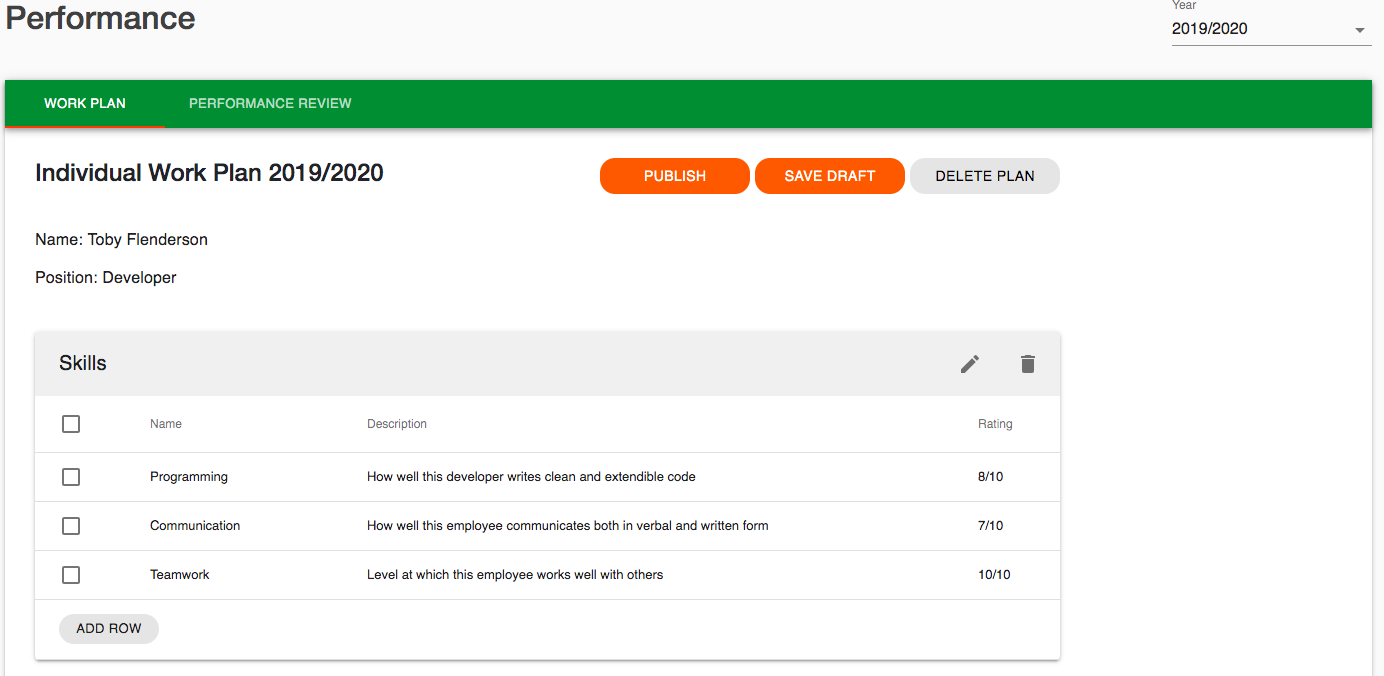 Performance
Year
2019/2020
WORK PLAN PERFORMANCE REVIEW
Individual Work Plan 2019/2020
PUBLISH SAVE DRAFT DELETE PLAN
Name: Toby Flenderson
Position: Developer
Skills
Name Description Rating
Programming How well this developer writes clean and extendible code 8/10
Communication How well this employee communicates both in verbal and written form 7/10
Teamwork Level at which this employee works well with others 10/10
ADD ROW